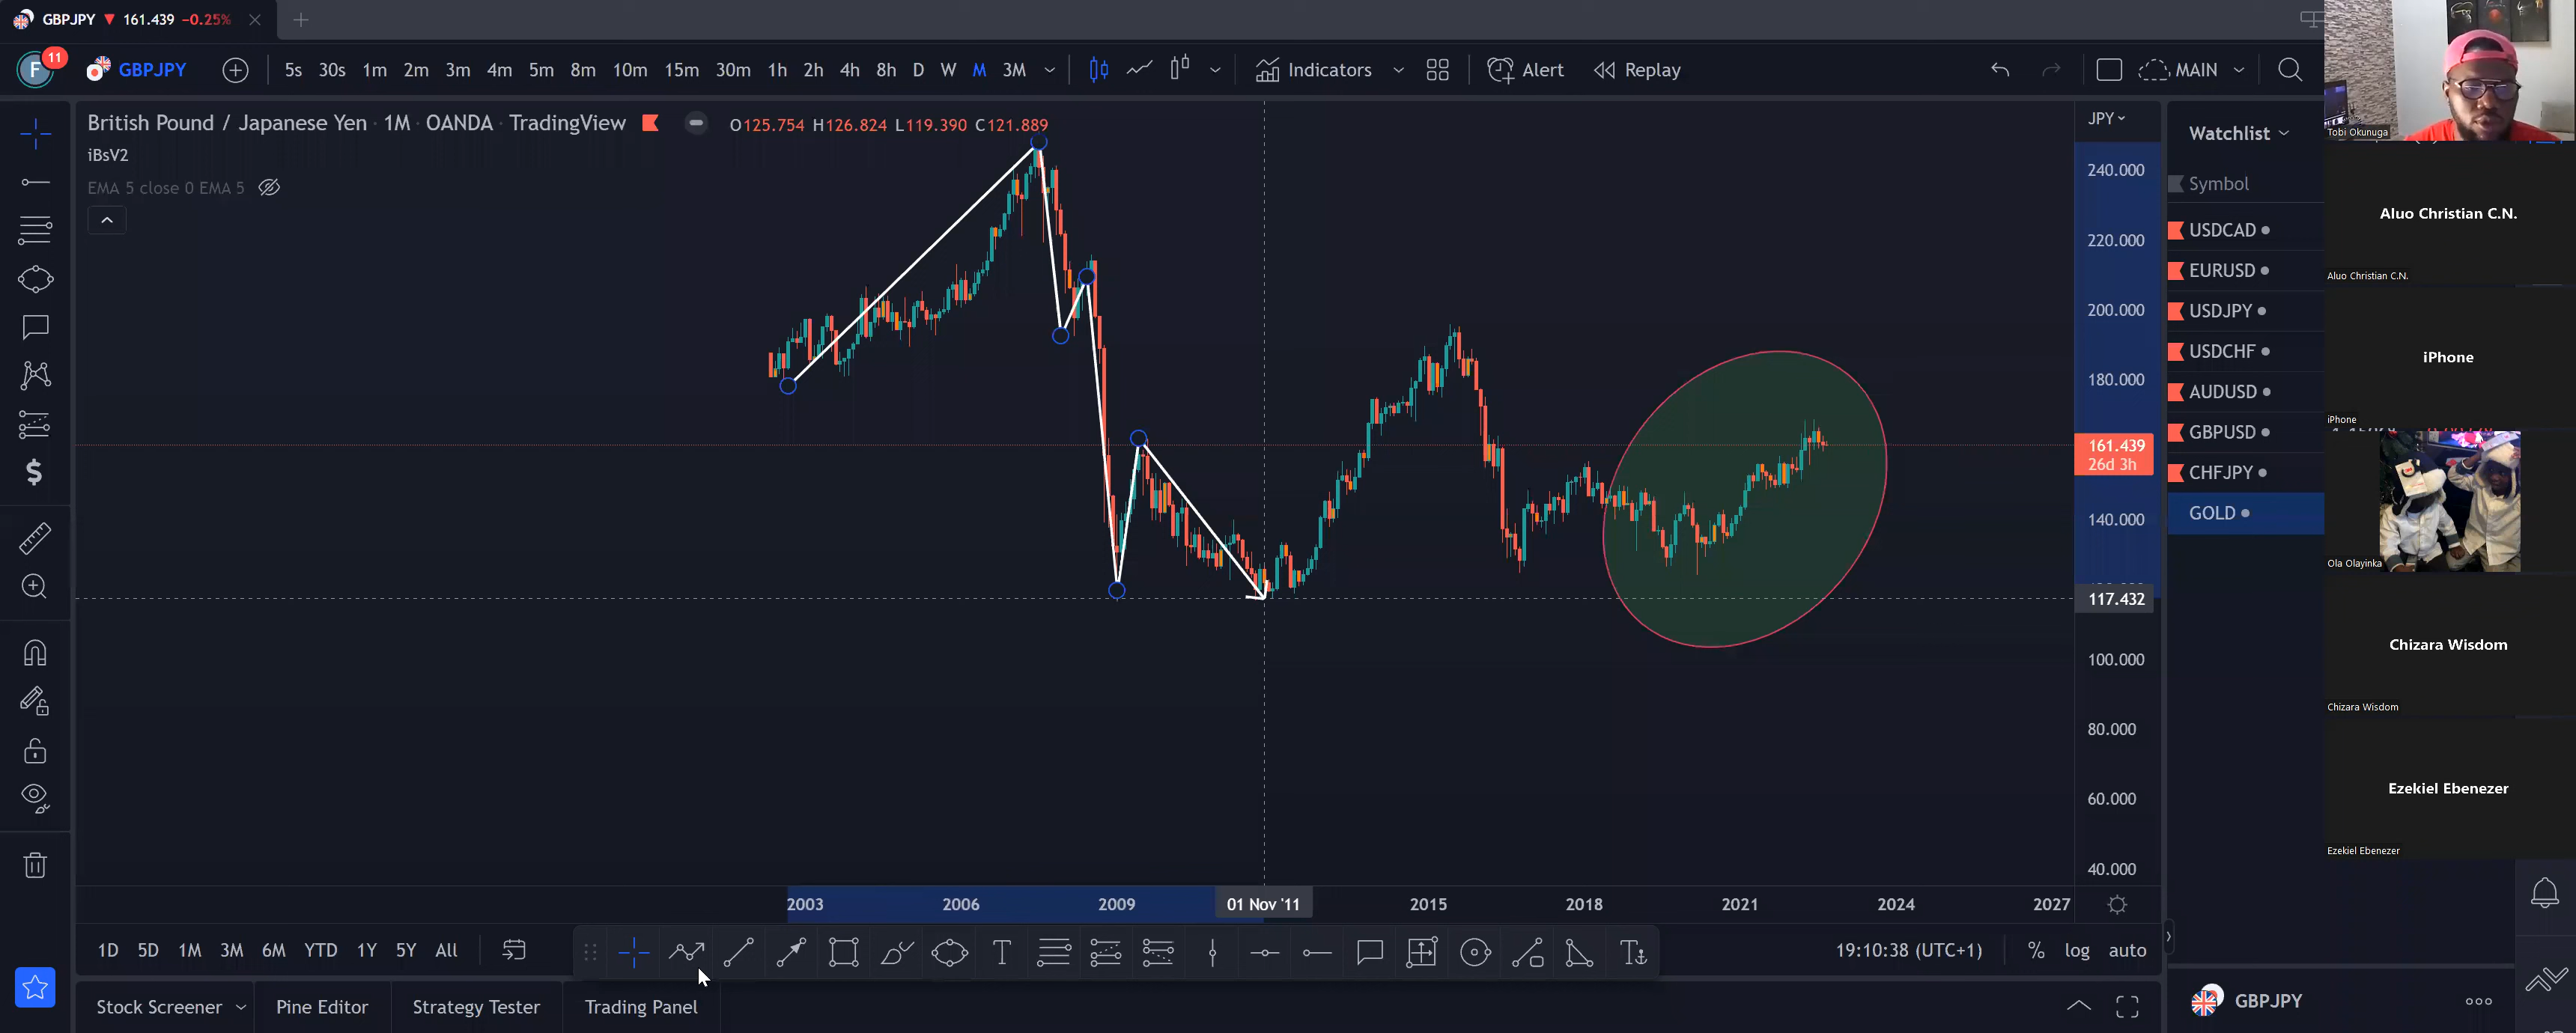 GBPJPY ▼ 161.439 −0.25%
F 11 GBPJPY 5s 30s 1m 2m 3m 4m 5m 8m 10m 15m 30m 1h 2h 4h 8h D W M 3M Indicators Alert Replay MAIN
British Pound / Japanese Yen · 1M · OANDA · TradingView O125.754 H126.824 L119.390 C121.889
iBsV2
EMA 5 close 0 EMA 5
JPY
240.000
220.000
200.000
180.000
161.439
26d 3h
140.000
117.432
100.000
80.000
60.000
40.000
2003 2006 2009 01 Nov '11 2015 2018 2021 2024 2027
1D 5D 1M 3M 6M YTD 1Y 5Y All
19:10:38 (UTC+1) % log auto
Stock Screener Pine Editor Strategy Tester Trading Panel
Watchlist
Symbol
USDCAD
EURUSD
USDJPY
USDCHF
AUDUSD
GBPUSD
CHFJPY
GOLD
GBPJPY
Tobi Okunuga
Aluo Christian C.N.
Aluo Christian C.N.
iPhone
iPhone
Ola Olayinka
Chizara Wisdom
Chizara Wisdom
Ezekiel Ebenezer
Ezekiel Ebenezer